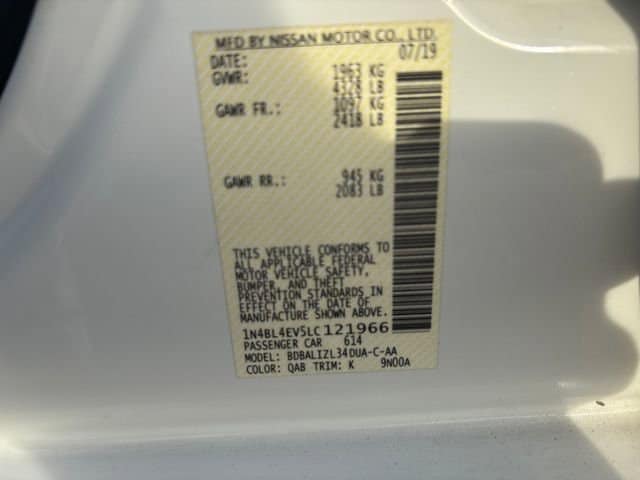 MFD BY NISSAN MOTOR CO., LTD.
DATE: 07/19
GVWR: 1963 KG
4328 LB
GAWR FR.: 1097 KG
2418 LB
GAWR RR.: 945 KG
2083 LB
THIS VEHICLE CONFORMS TO
ALL APPLICABLE FEDERAL
MOTOR VEHICLE SAFETY,
BUMPER, AND THEFT
PREVENTION STANDARDS IN
EFFECT ON THE DATE OF
MANUFACTURE SHOWN ABOVE.
1N4BL4EV5LC121966
PASSENGER CAR 614
MODEL: BDBALIZL34DUA-C-AA
COLOR: QAB TRIM: K 9N00A